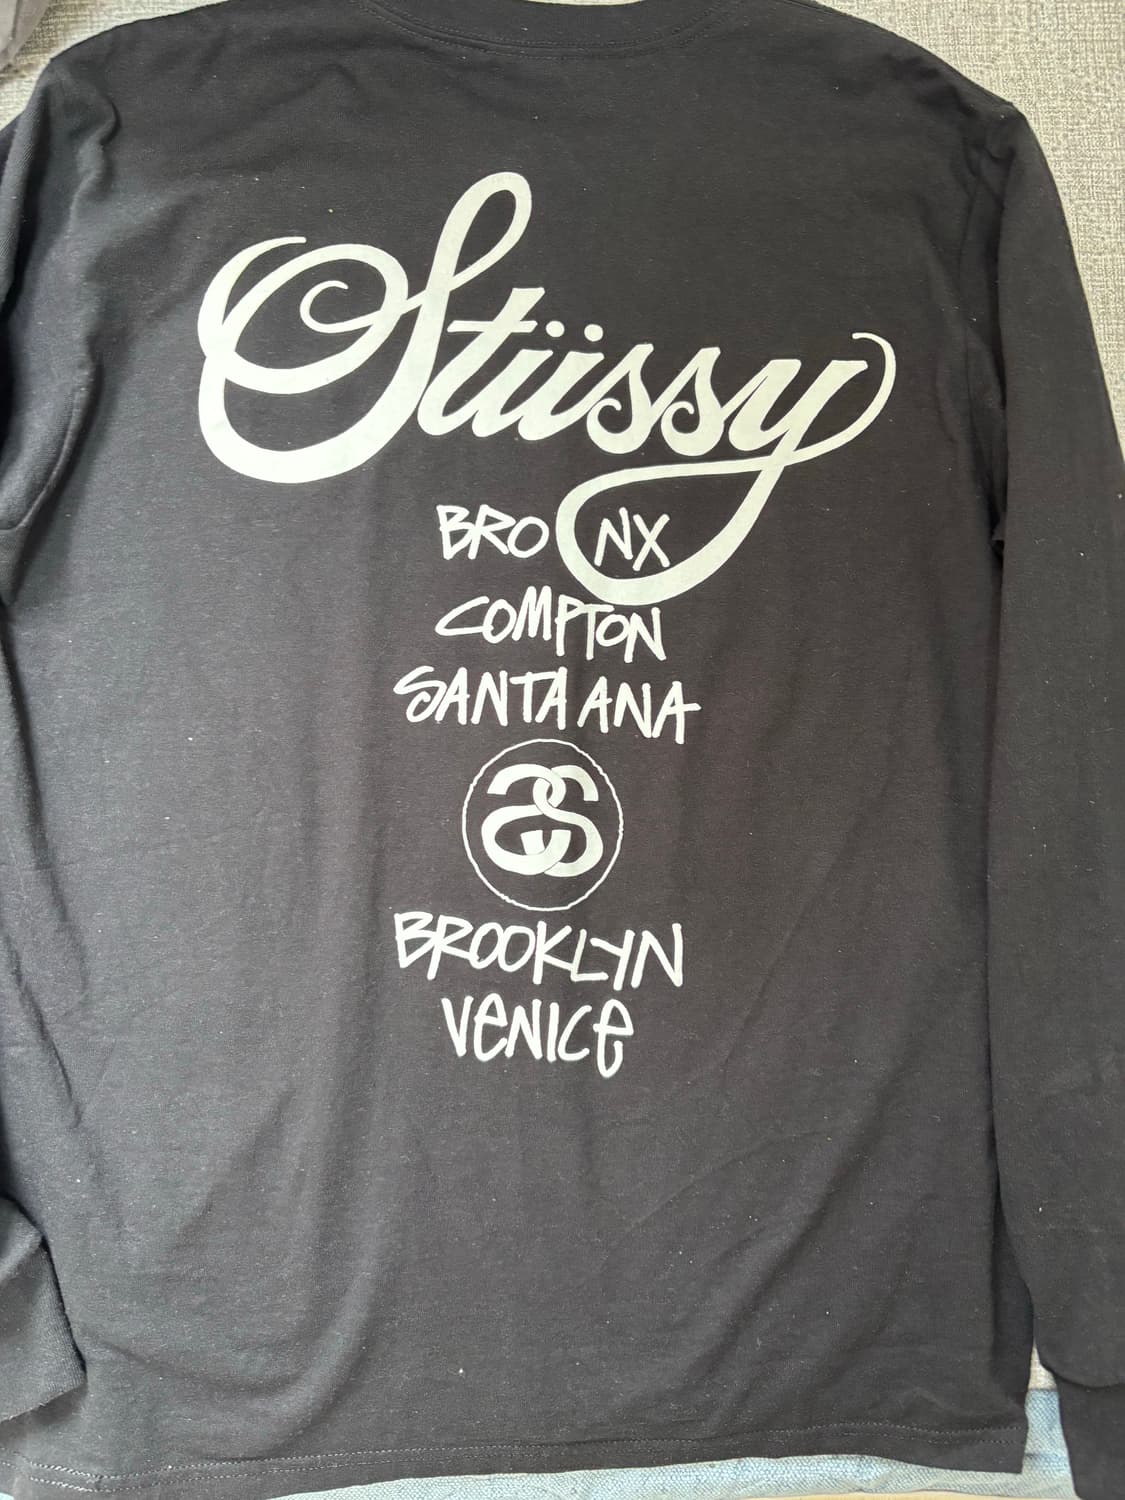 Stüssy
BRONX
COMPTON
SANTA ANA
SS
BROOKLYN
VENICE